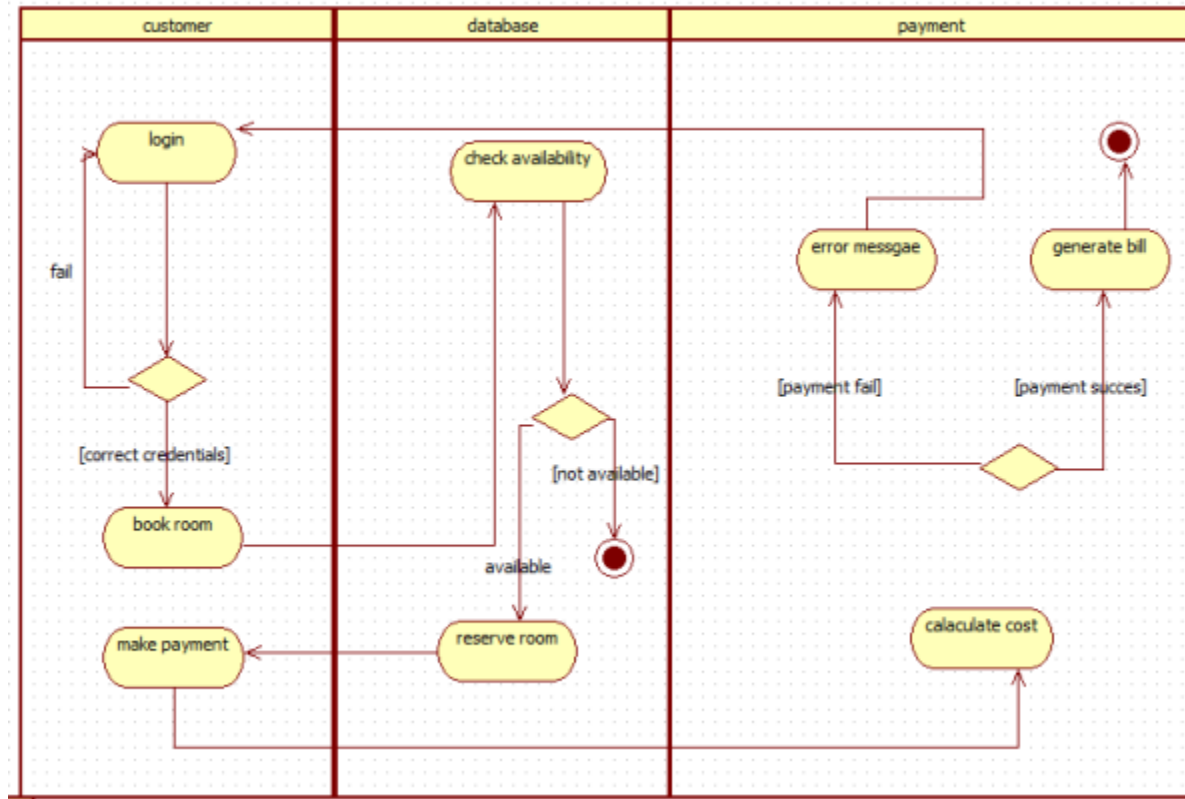 customer
database
payment
login
check availability
error messgae
generate bill
fail
[payment fail]
[payment succes]
[correct credentials]
[not available]
book room
available
make payment
reserve room
calaculate cost